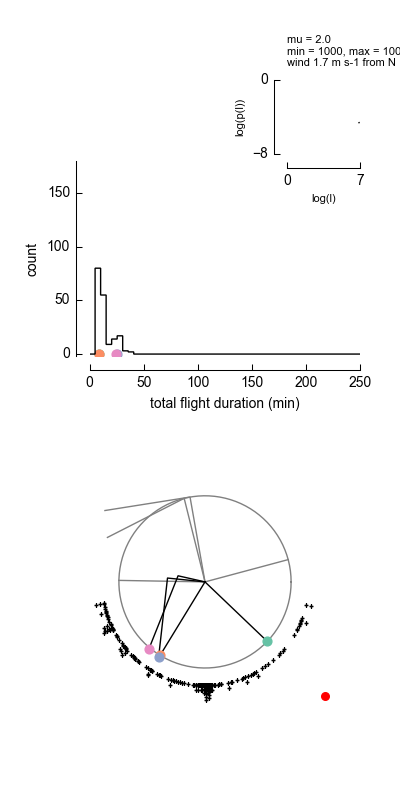 mu = 2.0
min = 1000, max = 100
wind 1.7 m s-1 from N
0
log(p(l))
−8
0
7
log(l)
150
100
50
0
count
0
50
100
150
200
250
total flight duration (min)